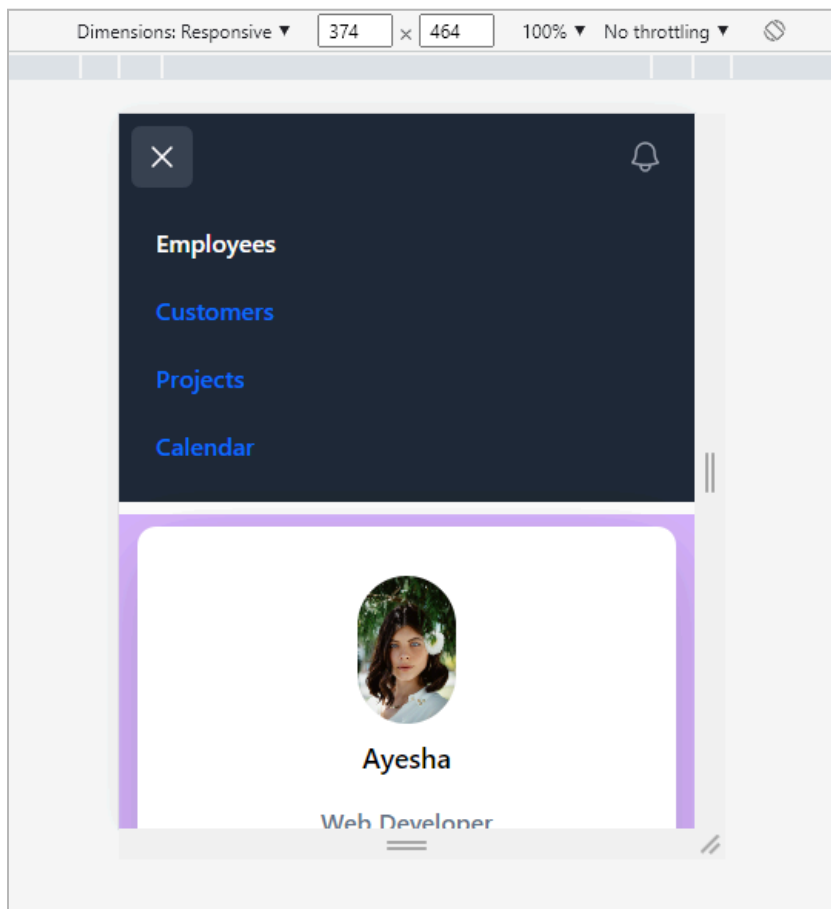 Dimensions: Responsive ▼ 374 × 464 100% ▼ No throttling ▼
Employees
Customers
Projects
Calendar
Ayesha
Web Developer